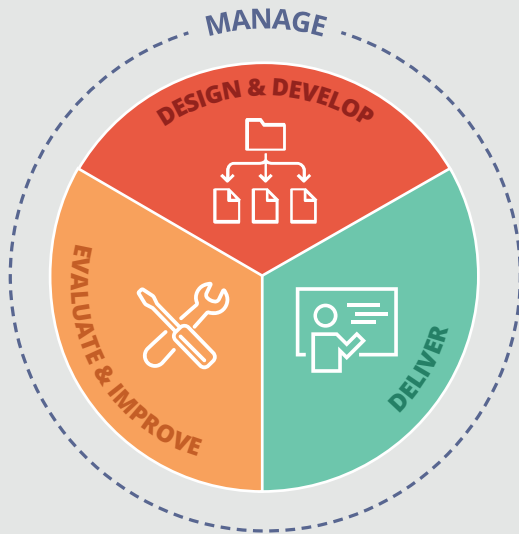 MANAGE
DESIGN & DEVELOP
DELIVER
EVALUATE & IMPROVE